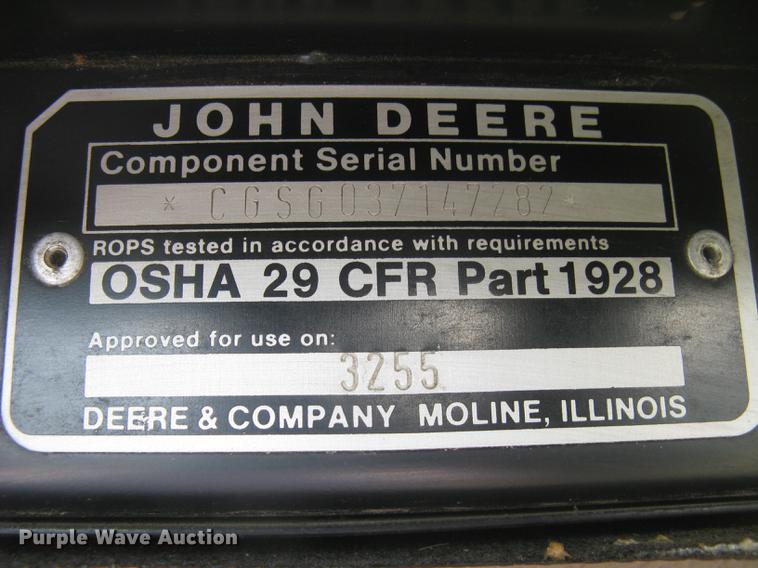 JOHN DEERE
Component Serial Number
* CGSG037147282 *
ROPS tested in accordance with requirements
OSHA 29 CFR Part 1928
Approved for use on:
3255
DEERE & COMPANY MOLINE, ILLINOIS
Purple Wave Auction